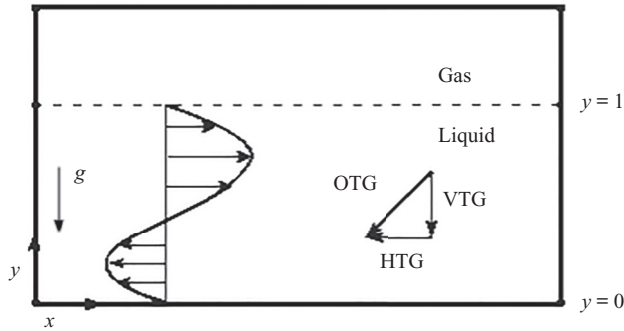 Gas
y = 1
Liquid
g
OTG
VTG
HTG
y
x
y = 0